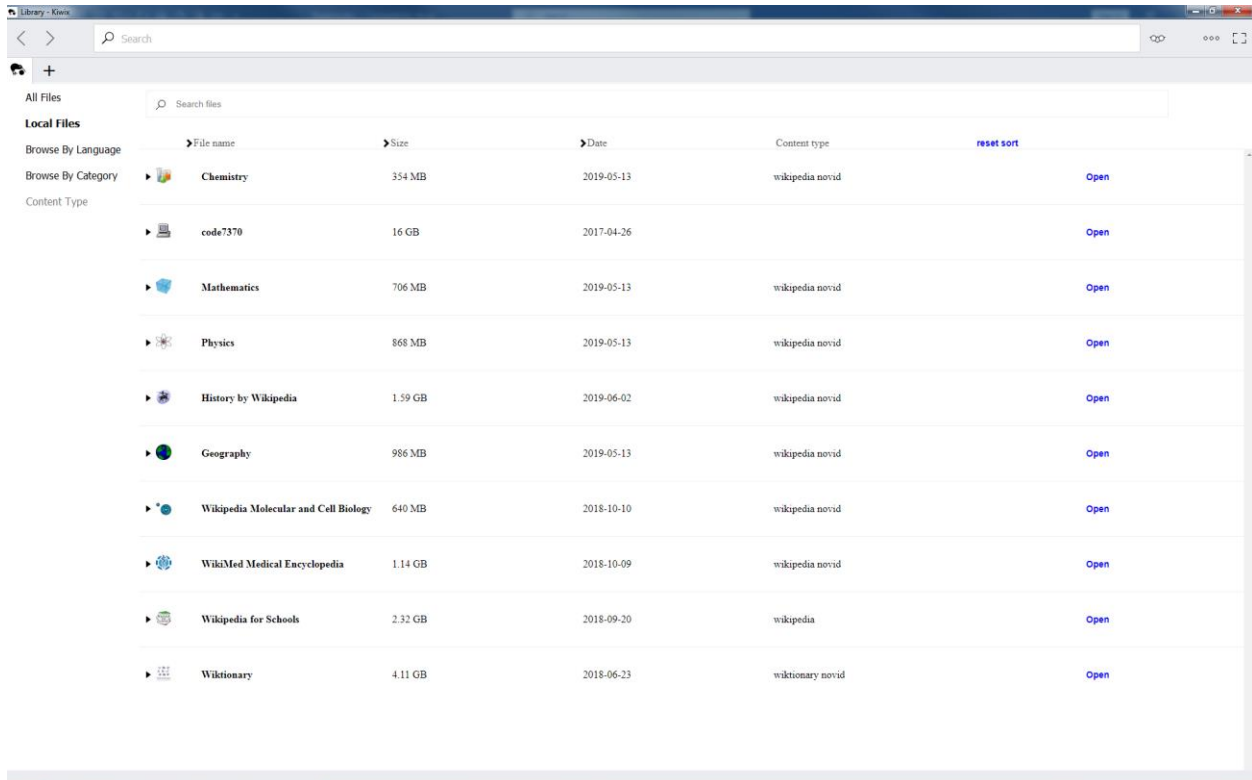 Library - Kiwix
Search
All Files
Local Files
Browse By Language
Browse By Category
Content Type
Search files
File name Size Date Content type reset sort
Chemistry 354 MB 2019-05-13 wikipedia novid Open
code7370 16 GB 2017-04-26 Open
Mathematics 706 MB 2019-05-13 wikipedia novid Open
Physics 868 MB 2019-05-13 wikipedia novid Open
History by Wikipedia 1.59 GB 2019-06-02 wikipedia novid Open
Geography 986 MB 2019-05-13 wikipedia novid Open
Wikipedia Molecular and Cell Biology 640 MB 2018-10-10 wikipedia novid Open
WikiMed Medical Encyclopedia 1.14 GB 2018-10-09 wikipedia novid Open
Wikipedia for Schools 2.32 GB 2018-09-20 wikipedia Open
Wiktionary 4.11 GB 2018-06-23 wiktionary novid Open